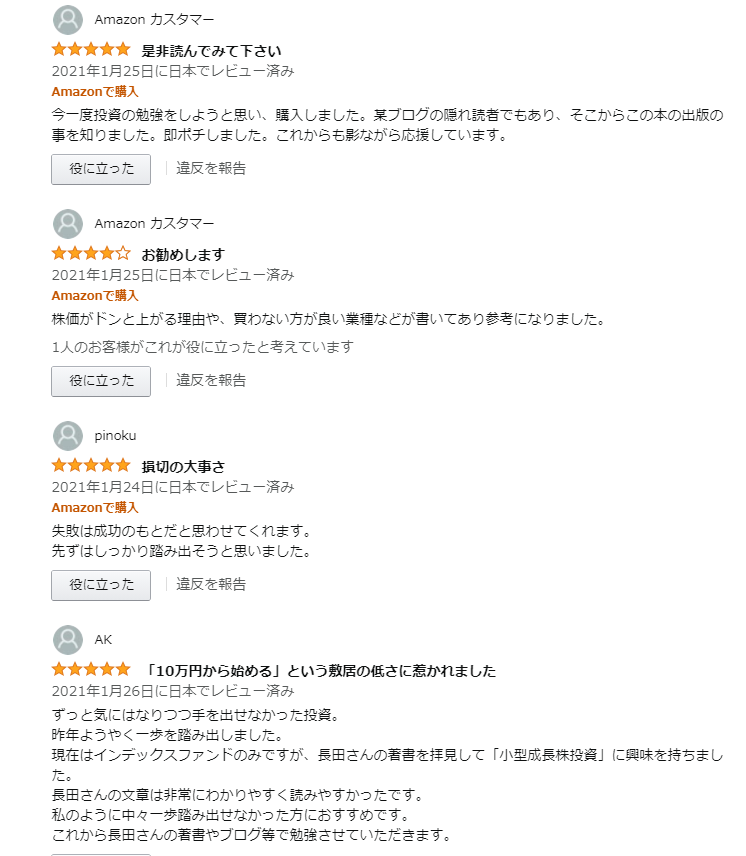 Amazon カスタマー
是非読んでみて下さい
2021年1月25日に日本でレビュー済み
Amazonで購入
今一度投資の勉強をしようと思い、購入しました。某ブログの隠れ読者でもあり、そこからこの本の出版の
事を知りました。即ポチしました。これからも影ながら応援しています。
役に立った 違反を報告
Amazon カスタマー
お勧めします
2021年1月25日に日本でレビュー済み
Amazonで購入
株価がドンと上がる理由や、買わない方が良い業種などが書いてあり参考になりました。
1人のお客様がこれが役に立ったと考えています
役に立った 違反を報告
pinoku
損切の大事さ
2021年1月24日に日本でレビュー済み
Amazonで購入
失敗は成功のもとだと思わせてくれます。
先ずはしっかり踏み出そうと思いました。
役に立った 違反を報告
AK
「10万円から始める」という敷居の低さに惹かれました
2021年1月26日に日本でレビュー済み
ずっと気にはなりつつ手を出せなかった投資。
昨年ようやく一歩を踏み出しました。
現在はインデックスファンドのみですが、長田さんの著書を拝見して「小型成長株投資」に興味を持ちまし
た。
長田さんの文章は非常にわかりやすく読みやすかったです。
私のように中々一歩踏み出せなかった方におすすめです。
これから長田さんの著書やブログ等で勉強させていただきます。